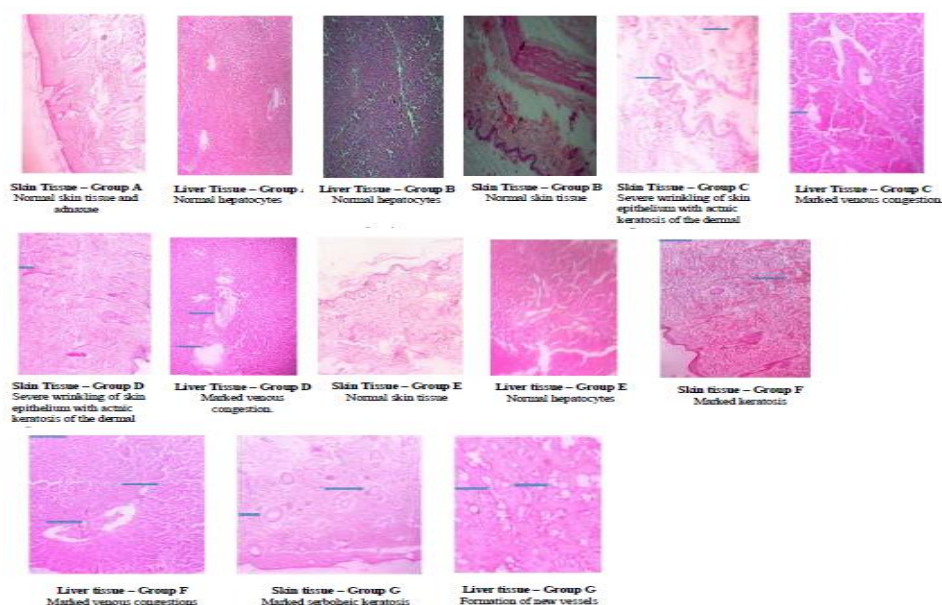 Skin Tissue – Group A
Normal skin tissue and
adnaxae
Liver Tissue – Group
Normal hepatocytes
Liver Tissue – Group B
Normal hepatocytes
Skin Tissue – Group B
Normal skin tissue
Skin Tissue – Group C
Severe wrinkling of skin
epithelium with actnic
keratosis of the dermal
Liver Tissue – Group C
Marked venous congestion
Skin Tissue – Group D
Severe wrinkling of skin
epithelium with actnic
keratosis of the dermal
Liver Tissue – Group D
Marked venous
congestion.
Skin Tissue – Group E
Normal skin tissue
Liver tissue – Group E
Normal hepatocytes
Skin tissue – Group F
Marked keratosis
Liver tissue – Group F
Marked venous congestions
Skin tissue – Group G
Marked serboheic keratosis
Liver tissue – Group G
Formation of new vessels